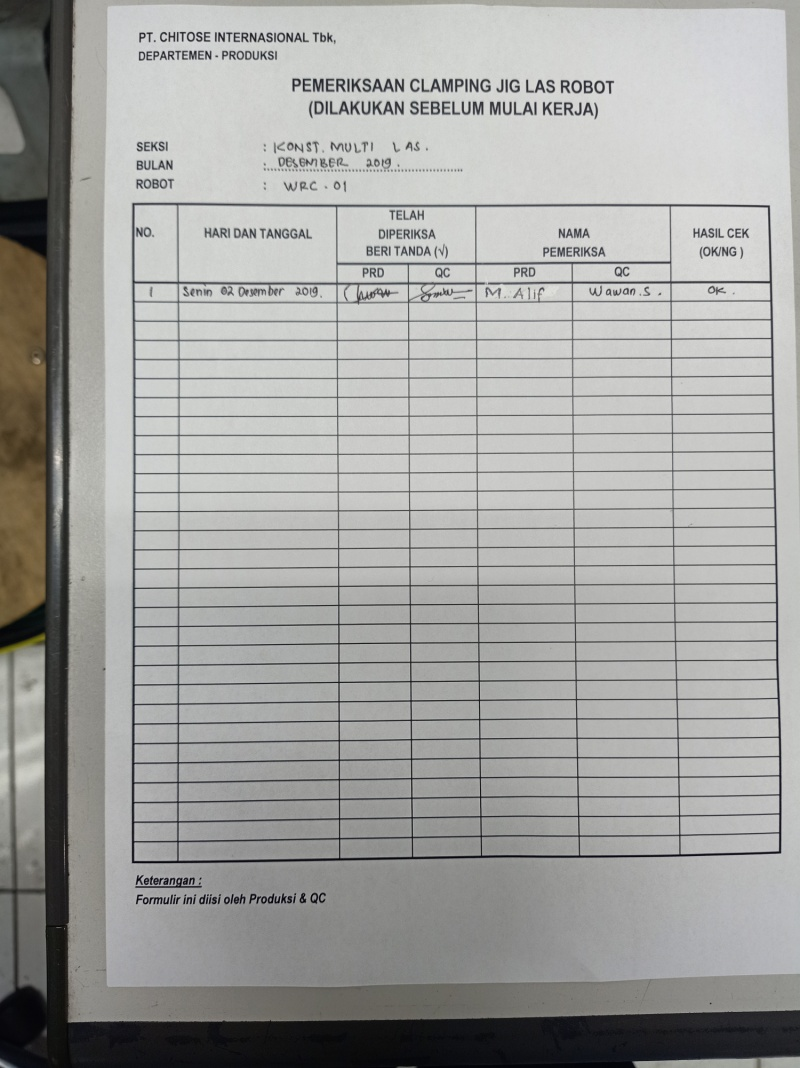 PT. CHITOSE INTERNASIONAL Tbk,
DEPARTEMEN - PRODUKSI
PEMERIKSAAN CLAMPING JIG LAS ROBOT
(DILAKUKAN SEBELUM MULAI KERJA)
SEKSI : KONST. MULTI LAS.
BULAN : DESEMBER 2019.
ROBOT : WRC - 01
NO. HARI DAN TANGGAL TELAH DIPERIKSA BERI TANDA (√) NAMA PEMERIKSA HASIL CEK (OK/NG )
PRD QC PRD QC
1 Senin 02 Desember 2019. M. Alif Wawan.S. OK.
Keterangan :
Formulir ini diisi oleh Produksi & QC